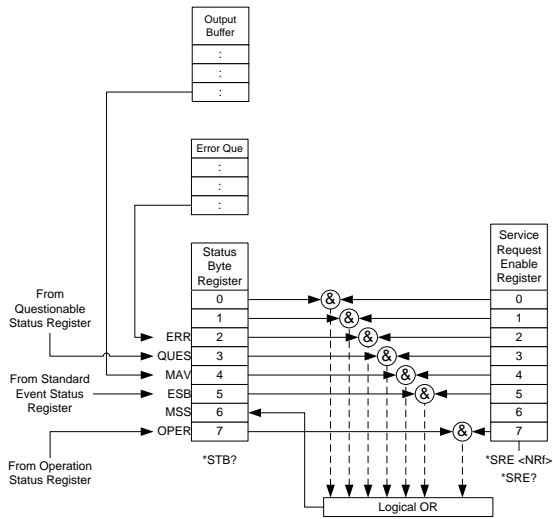 Output
Buffer
:
:
:
Error Que
:
:
:
Status
Byte
Register
0
1
2
3
4
5
6
7
Service
Request
Enable
Register
0
1
2
3
4
5
6
7
&
&
&
&
&
&
&
From
Questionable
Status Register
From Standard
Event Status
Register
From Operation
Status Register
ERR
QUES
MAV
ESB
MSS
OPER
*STB?
*SRE <NRf>
*SRE?
Logical OR